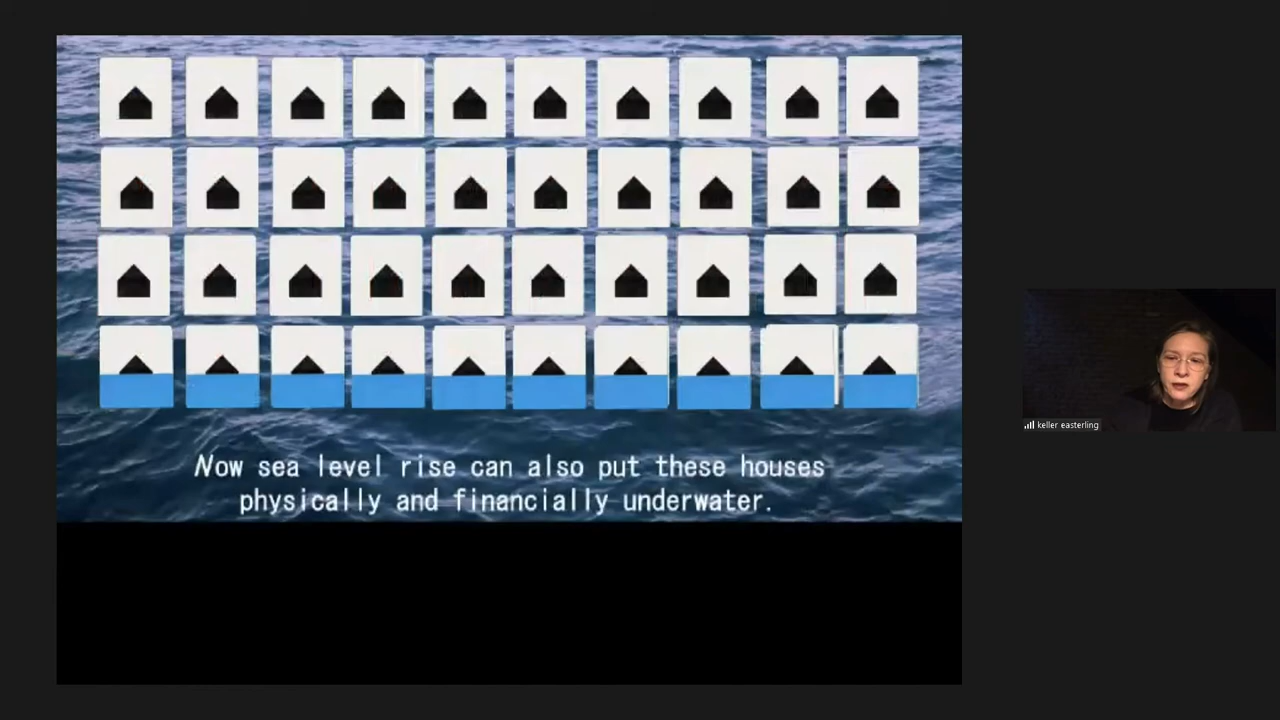 Now sea level rise can also put these houses
physically and financially underwater.
keller easterling